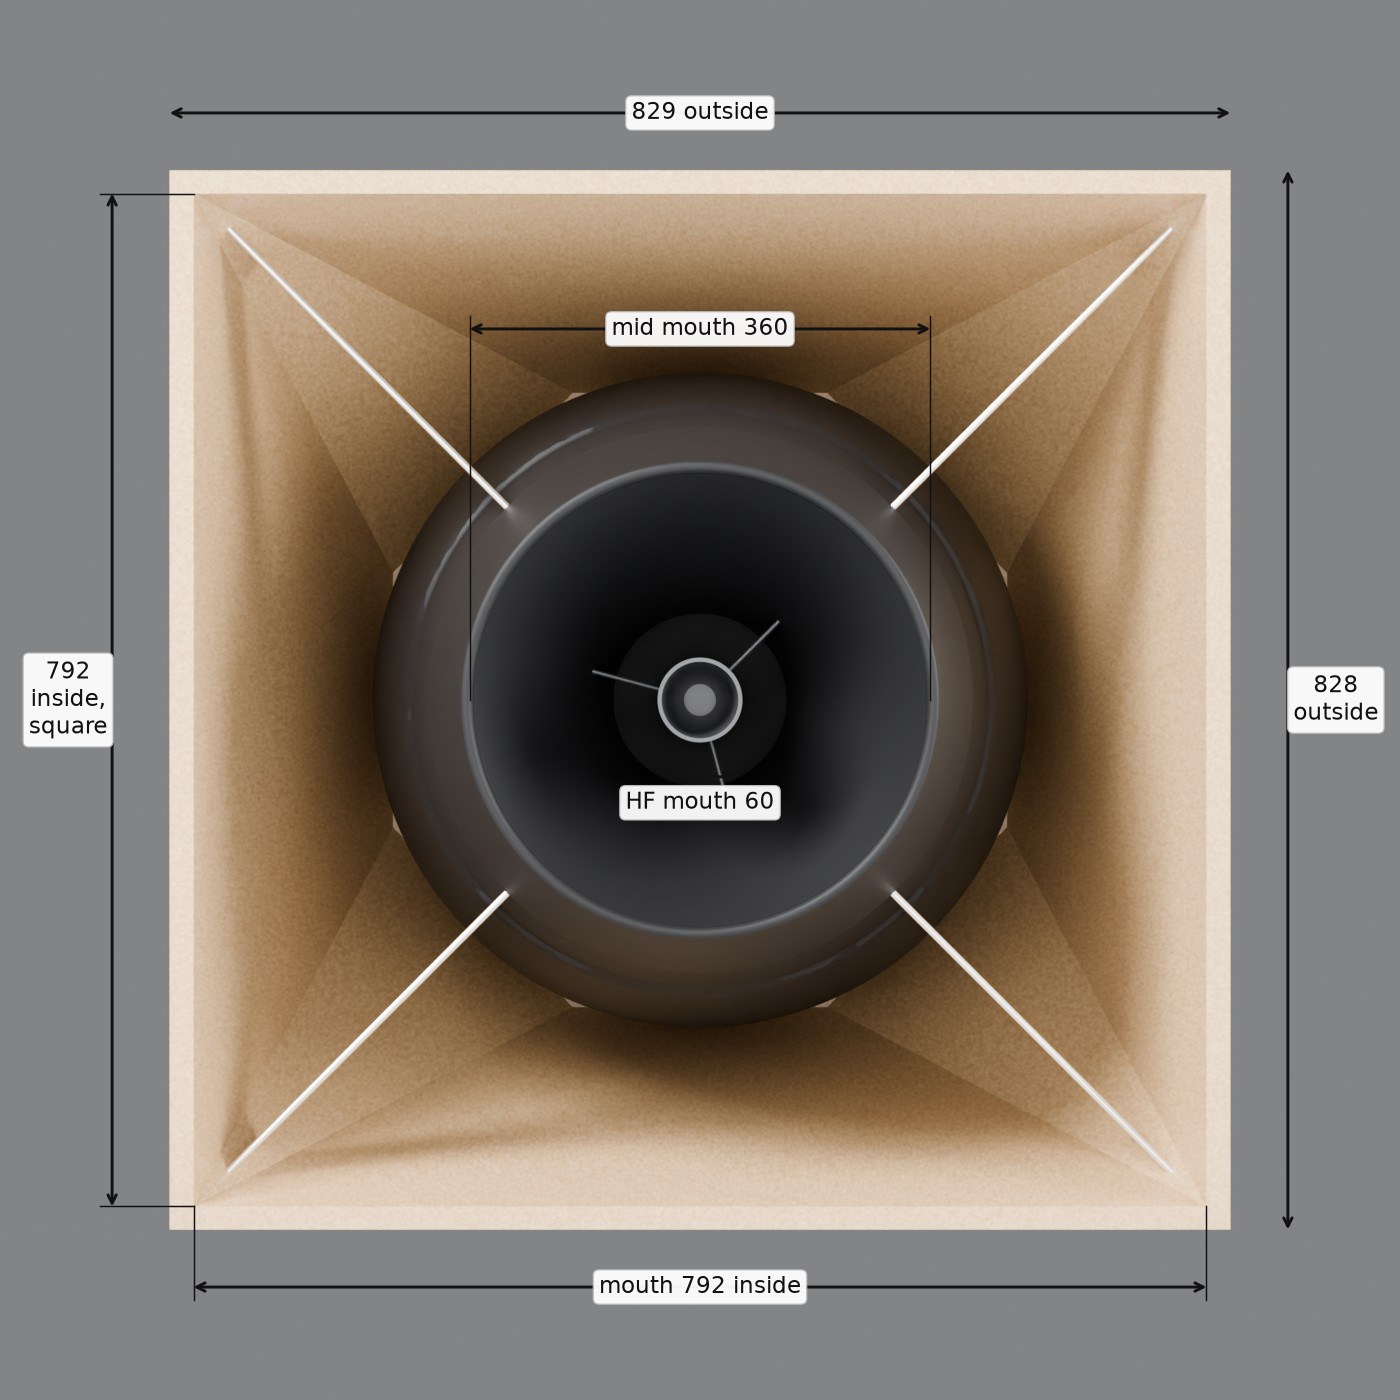 829 outside
mid mouth 360
792
inside,
square
828
outside
HF mouth 60
mouth 792 inside